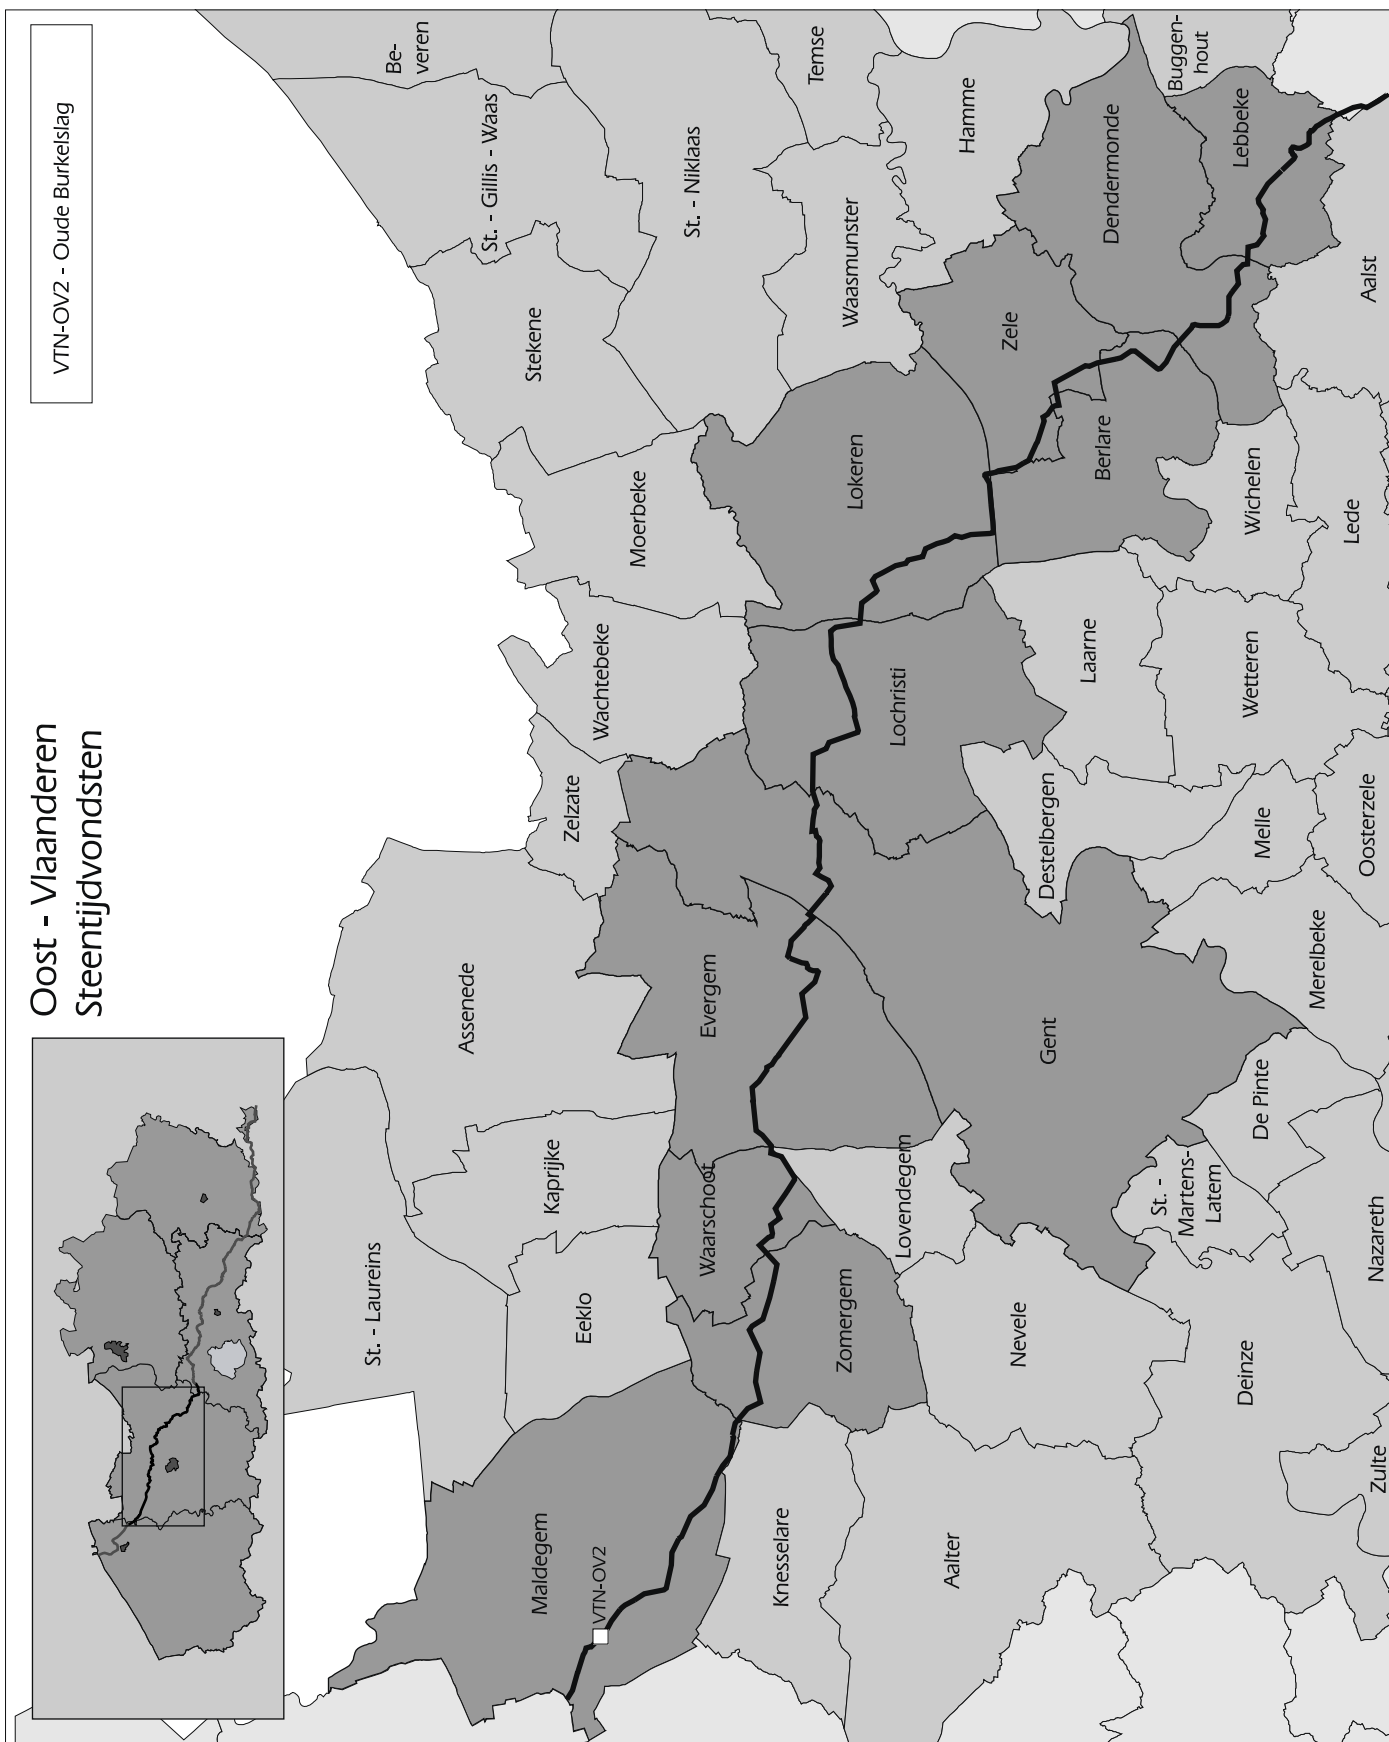 Oost - Vlaanderen
Steentijdvondsten
VTN-OV2 - Oude Burkelslag
Be-
veren
St. - Gillis - Waas
Stekene
St. - Niklaas
Temse
Moerbeke
Waasmunster
Hamme
Buggen-
hout
Wachtebeke
Zelzate
Lokeren
Zele
Dendermonde
Lebbeke
Assenede
Lochristi
Berlare
Aalst
St. - Laureins
Kaprijke
Evergem
Laarne
Wichelen
Lede
Eeklo
Waarschoot
Destelbergen
Wetteren
Maldegem
VTN-OV2
Lovendegem
Gent
Melle
Oosterzele
Zomergem
Merelbeke
Knesselare
Nevele
De Pinte
St. -
Martens-
Latem
Aalter
Deinze
Nazareth
Zulte